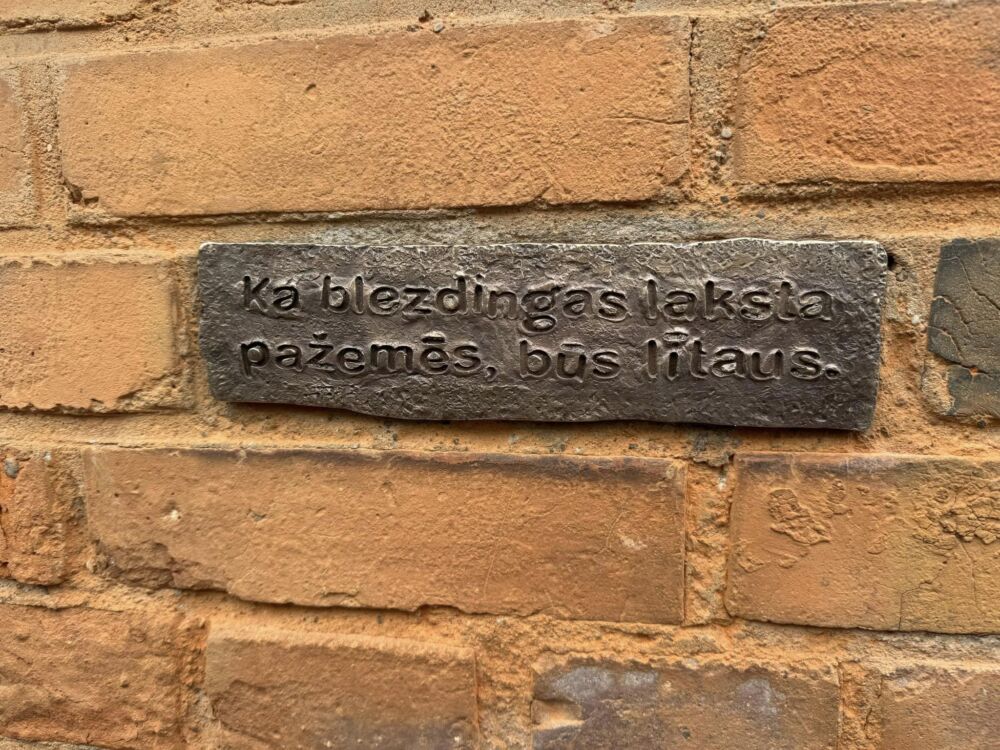 Ka blezdingas laksta
pažemēs, būs lītaus.